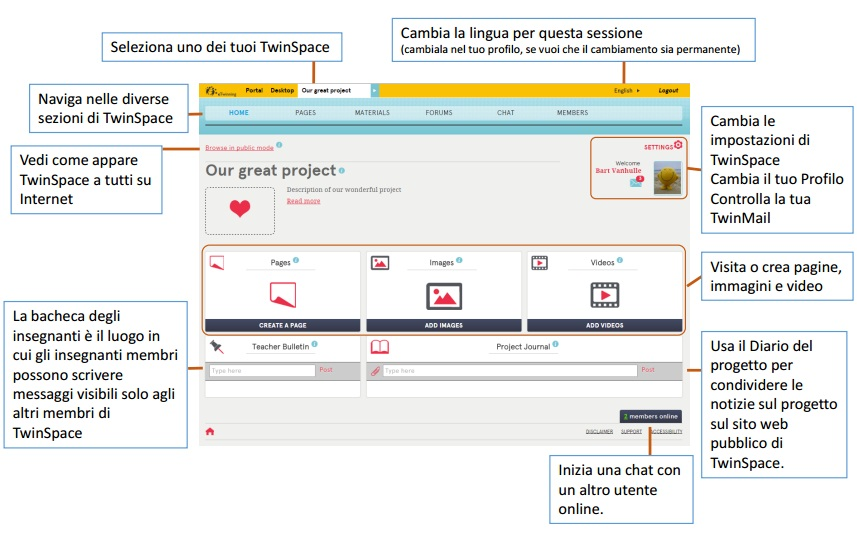 Seleziona uno dei tuoi TwinSpace
Cambia la lingua per questa sessione
(cambiala nel tuo profilo, se vuoi che il cambiamento sia permanente)
Naviga nelle diverse
sezioni di TwinSpace
Vedi come appare
TwinSpace a tutti su
Internet
La bacheca degli
insegnanti è il luogo in
cui gli insegnanti membri
possono scrivere
messaggi visibili solo agli
altri membri di
TwinSpace
eTwinning
Portal
Desktop
Our great project
English
Logout
HOME
PAGES
MATERIALS
FORUMS
CHAT
MEMBERS
Browse in public mode
SETTINGS
Welcome
Bart Vanhulle
3
Our great project
Description of our wonderful project
Read more
Pages
CREATE A PAGE
Images
ADD IMAGES
Videos
ADD VIDEOS
Teacher Bulletin
Type here
Post
Project Journal
Type here
Post
2 members online
DISCLAIMER
SUPPORT
ACCESSIBILITY
Cambia le
impostazioni di
TwinSpace
Cambia il tuo Profilo
Controlla la tua
TwinMail
Visita o crea pagine,
immagini e video
Usa il Diario del
progetto per
condividere le
notizie sul progetto
sul sito web
pubblico di
TwinSpace.
Inizia una chat con
un altro utente
online.